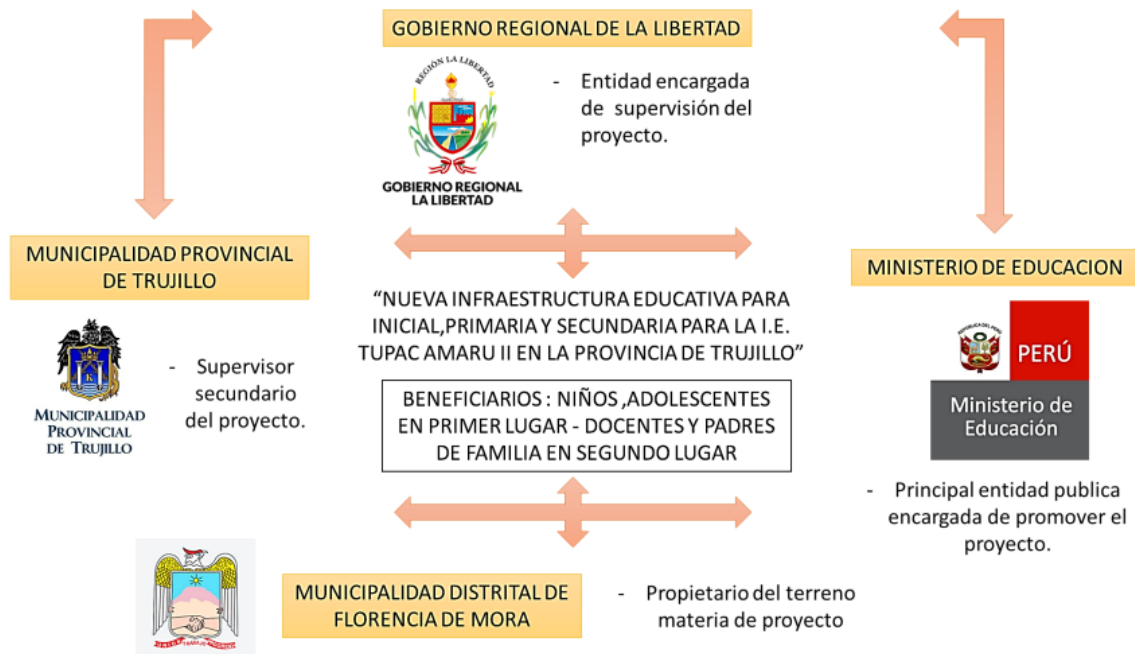 GOBIERNO REGIONAL DE LA LIBERTAD
REGIÓN LA LIBERTAD
GOBIERNO REGIONAL
LA LIBERTAD
- Entidad encargada
de supervisión del
proyecto.
MUNICIPALIDAD PROVINCIAL
DE TRUJILLO
MUNICIPALIDAD
PROVINCIAL
DE TRUJILLO
- Supervisor
secundario
del proyecto.
“NUEVA INFRAESTRUCTURA EDUCATIVA PARA
INICIAL,PRIMARIA Y SECUNDARIA PARA LA I.E.
TUPAC AMARU II EN LA PROVINCIA DE TRUJILLO”
BENEFICIARIOS : NIÑOS ,ADOLESCENTES
EN PRIMER LUGAR - DOCENTES Y PADRES
DE FAMILIA EN SEGUNDO LUGAR
MINISTERIO DE EDUCACION
REPUBLICA DEL PERU
PERÚ
Ministerio de
Educación
- Principal entidad publica
encargada de promover el
proyecto.
MUNICIPALIDAD DISTRITAL DE
FLORENCIA DE MORA
- Propietario del terreno
materia de proyecto